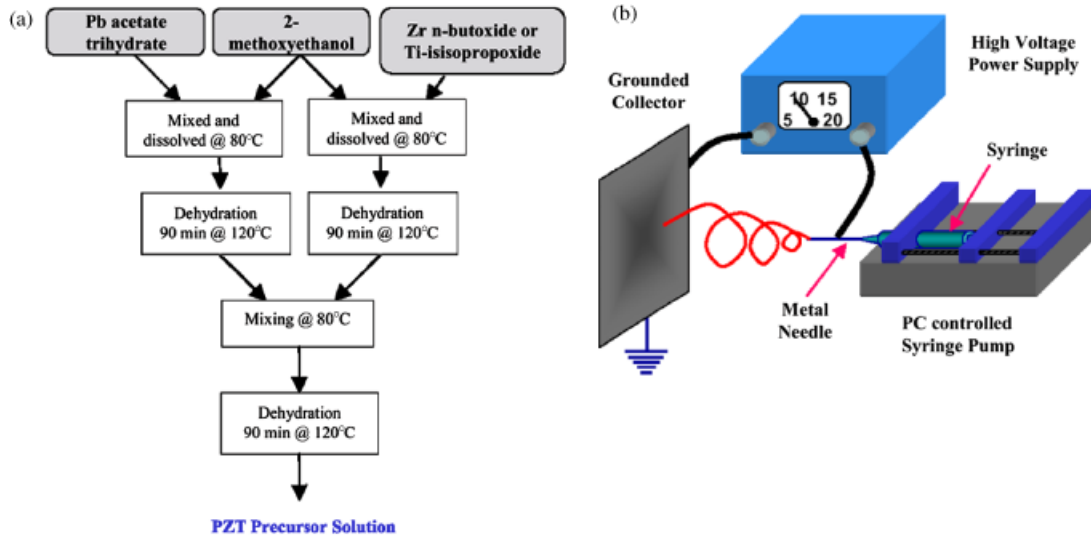 (a)
Pb acetate
trihydrate
2-
methoxyethanol
Zr n-butoxide or
Ti-isisopropoxide
Mixed and
dissolved @ 80°C
Mixed and
dissolved @ 80°C
Dehydration
90 min @ 120°C
Dehydration
90 min @ 120°C
Mixing @ 80°C
Dehydration
90 min @ 120°C
PZT Precursor Solution
(b)
High Voltage
Power Supply
Grounded
Collector
10 15
5 20
Syringe
Metal
Needle
PC controlled
Syringe Pump